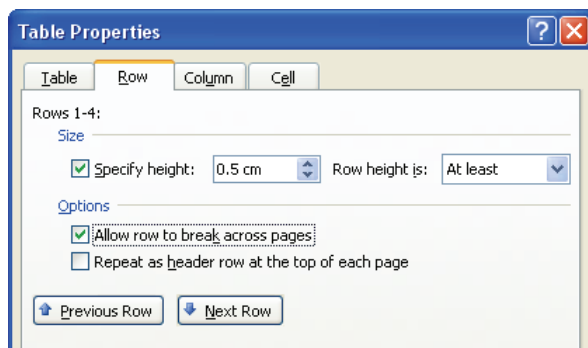 Table Properties
Table Row Column Cell
Rows 1-4:
Size
Specify height: 0.5 cm Row height is: At least
Options
Allow row to break across pages
Repeat as header row at the top of each page
Previous Row Next Row